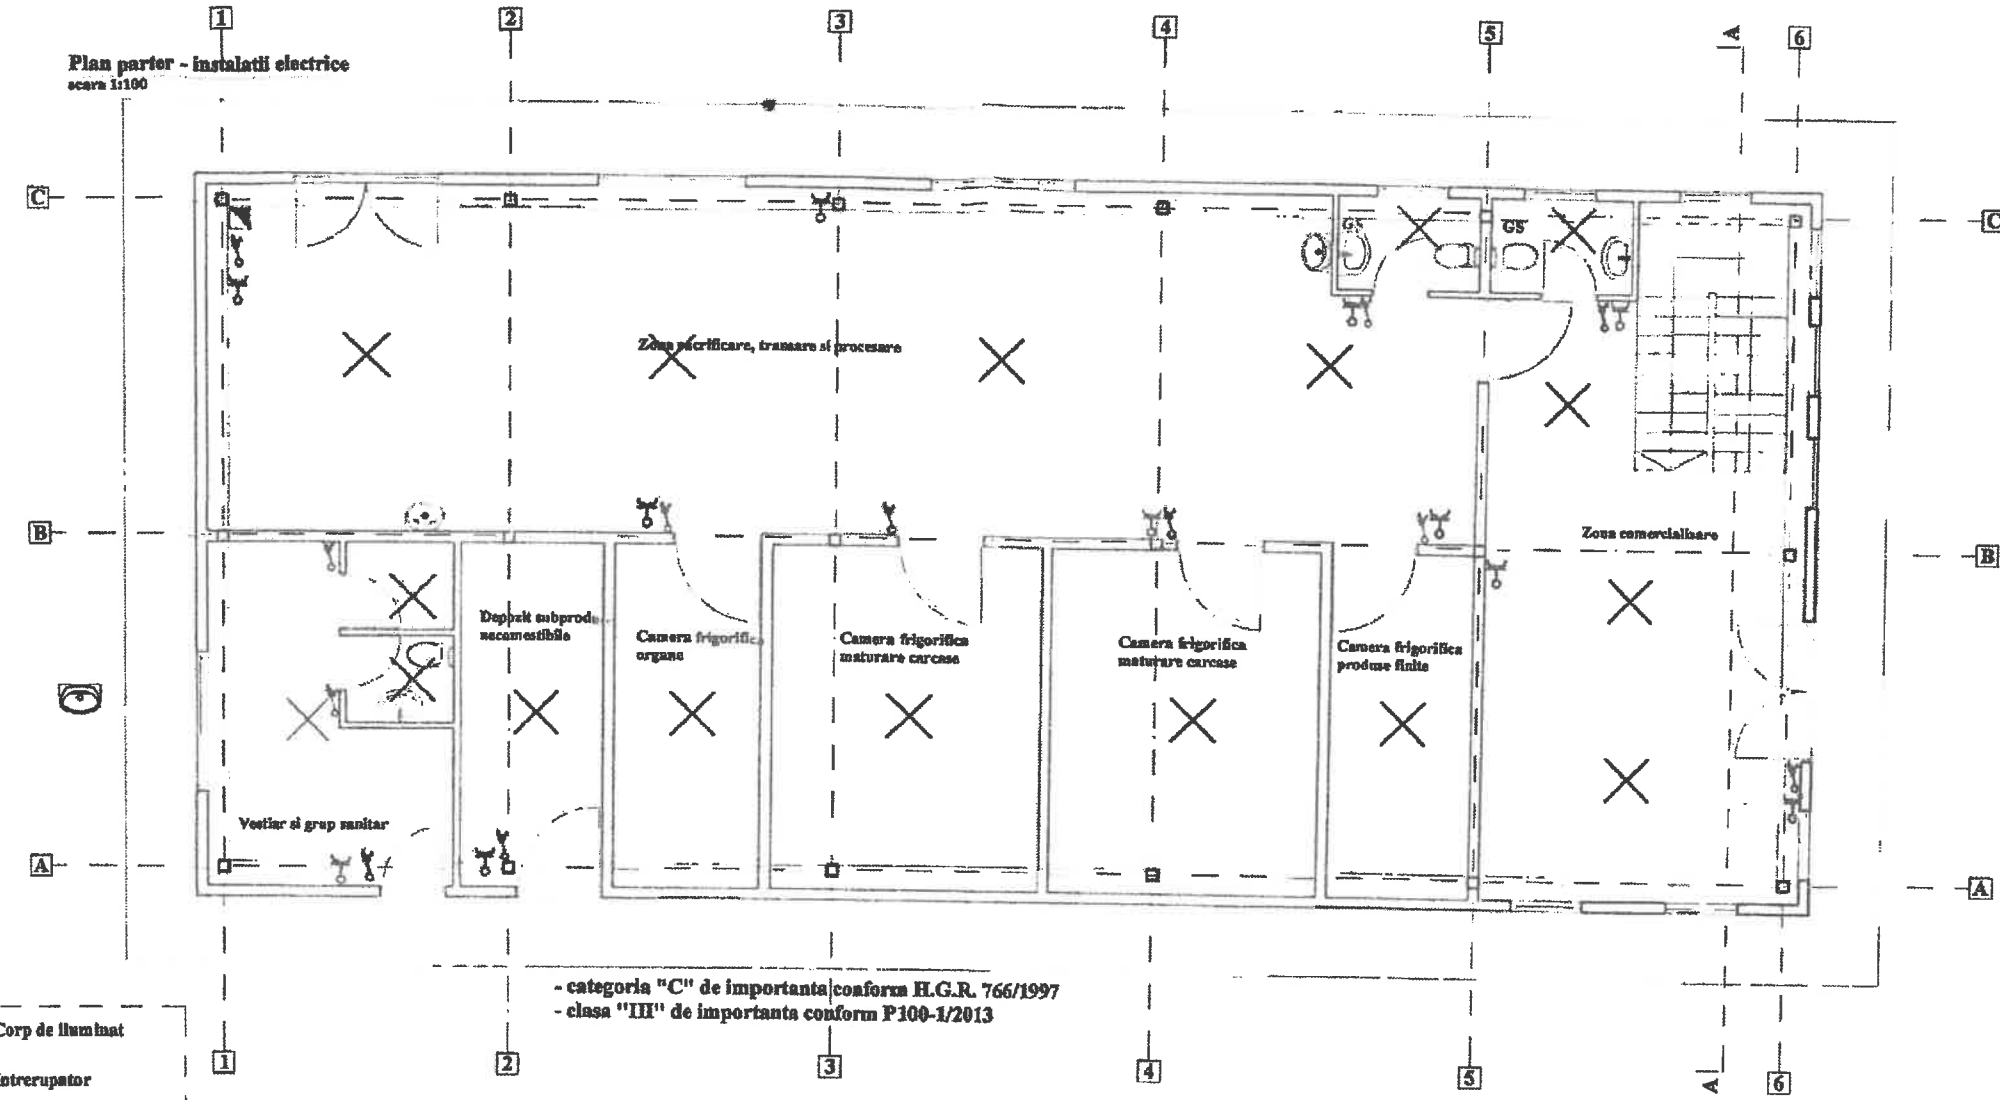 1 2 3 4 5 6
A
Plan parter - instalatii electrice
scara 1:100
C C
GS GS
Zona sacrificare, transare si procesare
B B
Zona comercializare
Depozit subprodu
necomestibile
Camera frigorifica
organe
Camera frigorifica
maturare carcase
Camera frigorifica
maturare carcase
Camera frigorifica
produse finite
Vestiar si grup sanitar
A A
- categoria "C" de importanta conform H.G.R. 766/1997
- clasa "III" de importanta conform P100-1/2013
Corp de iluminat
1 2 3 4 5 6
A
Intrerupator